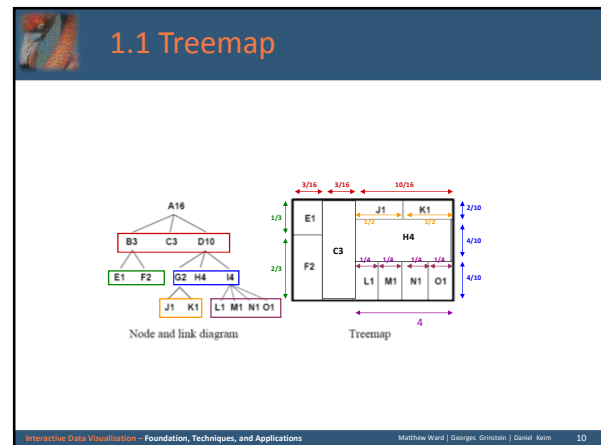 1.1 Treemap
A16
B3 C3 D10
E1 F2 G2 H4 I4
J1 K1 L1 M1 N1 O1
Node and link diagram
3/16 3/16 10/16
1/3 E1 J1 K1 2/10
1/2 1/2
C3 H4 4/10
2/3 F2 1/4 1/4 1/4 1/4 4/10
L1 M1 N1 O1
4
Treemap
Interactive Data Visualization – Foundation, Techniques, and Applications
Matthew Ward | Georges Grinstein | Daniel Keim 10